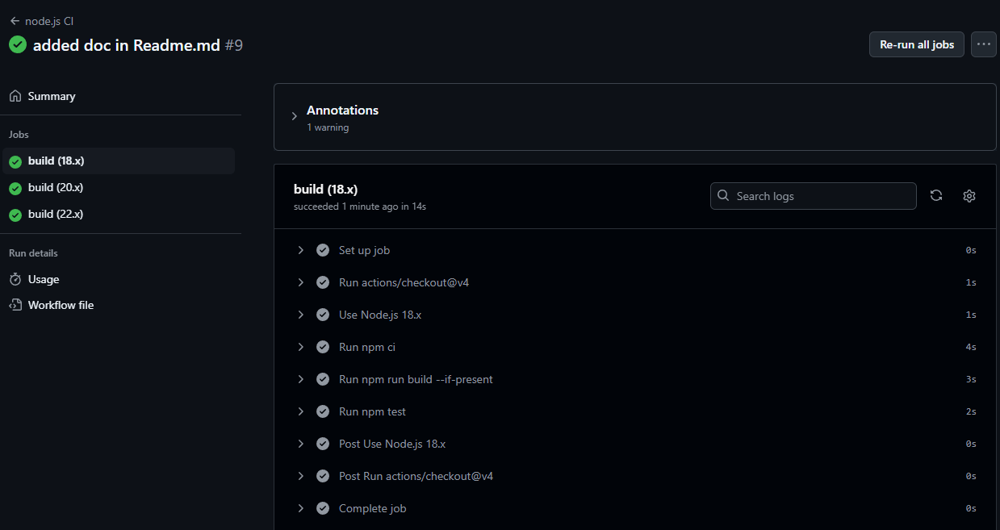 node.js CI
added doc in Readme.md #9
Re-run all jobs
Summary
Jobs
build (18.x)
build (20.x)
build (22.x)
Run details
Usage
Workflow file
Annotations
1 warning
build (18.x)
succeeded 1 minute ago in 14s
Search logs
Set up job 0s
Run actions/checkout@v4 1s
Use Node.js 18.x 1s
Run npm ci 4s
Run npm run build --if-present 3s
Run npm test 2s
Post Use Node.js 18.x 0s
Post Run actions/checkout@v4 0s
Complete job 0s